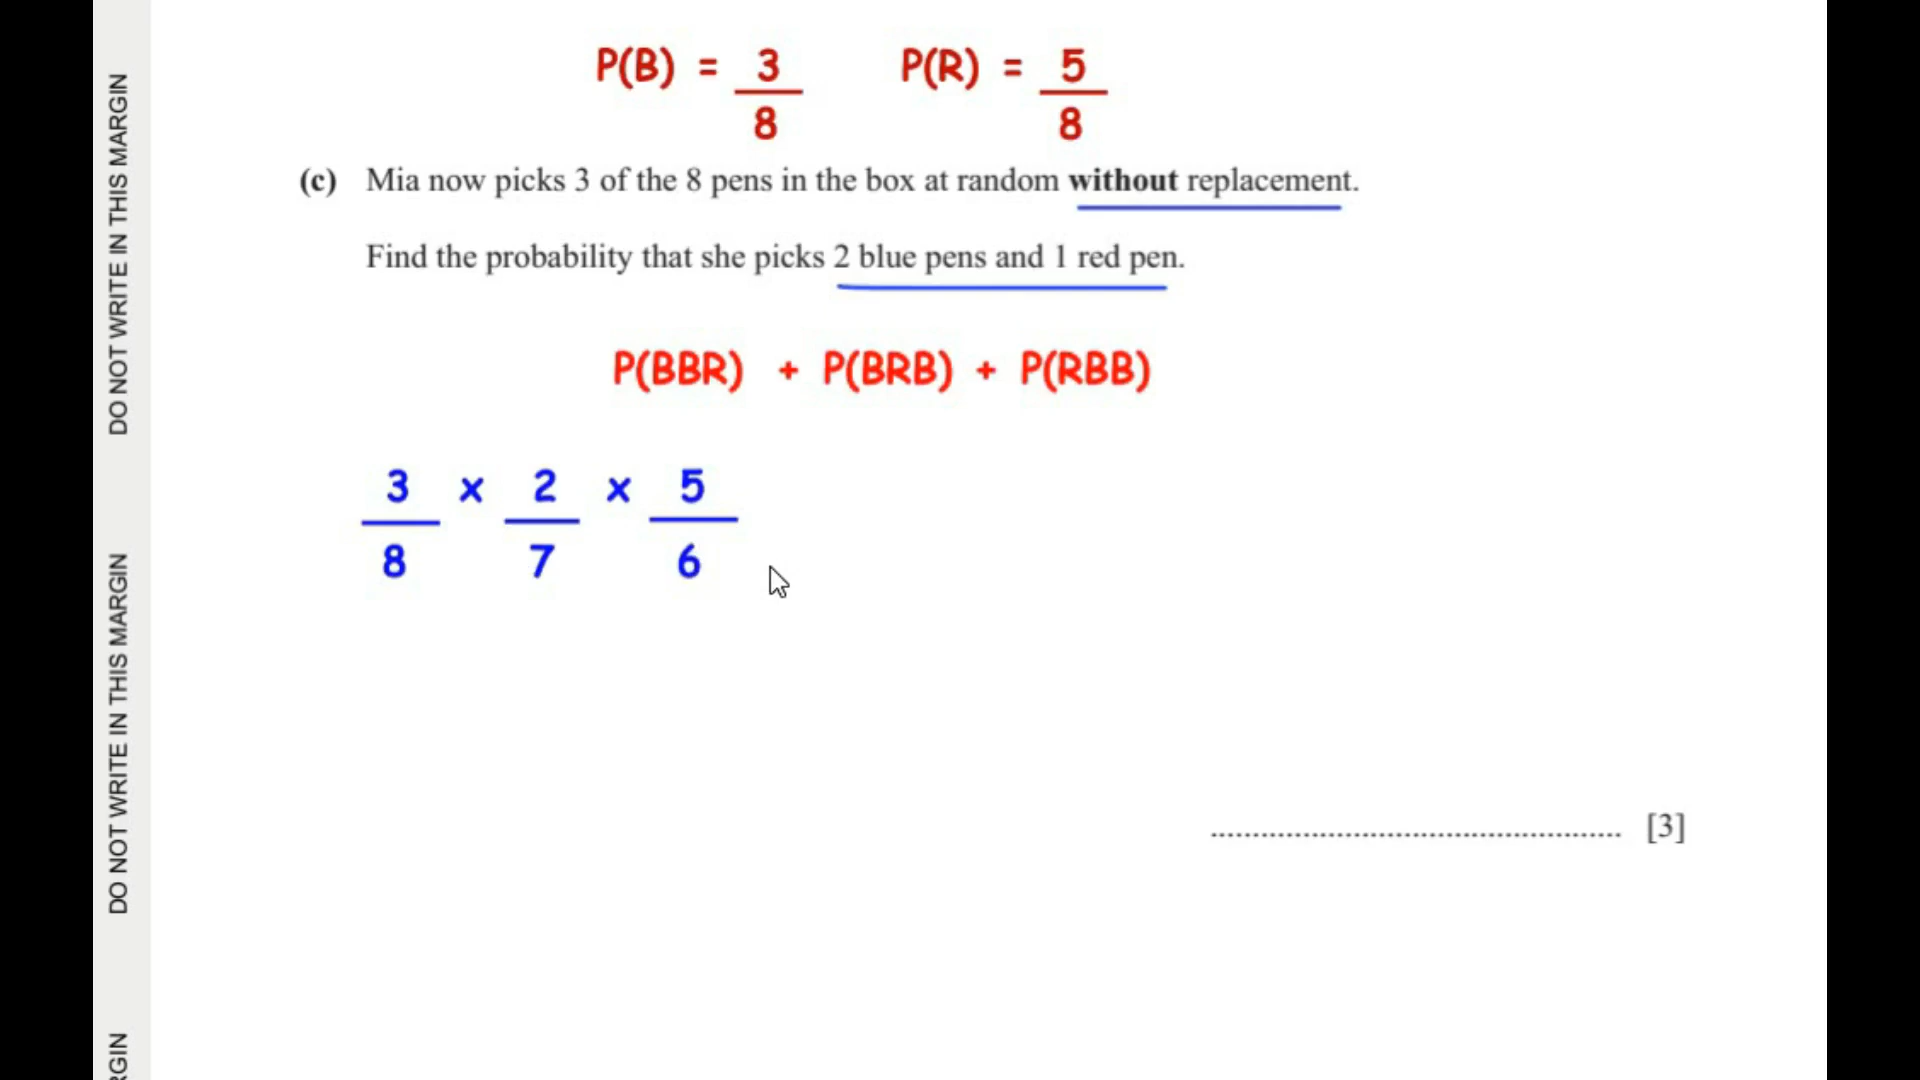 P(B) = 3/8 P(R) = 5/8
(c) Mia now picks 3 of the 8 pens in the box at random without replacement.
Find the probability that she picks 2 blue pens and 1 red pen.
P(BBR) + P(BRB) + P(RBB)
3/8 x 2/7 x 5/6
[3]
DO NOT WRITE IN THIS MARGIN
DO NOT WRITE IN THIS MARGIN
RGIN